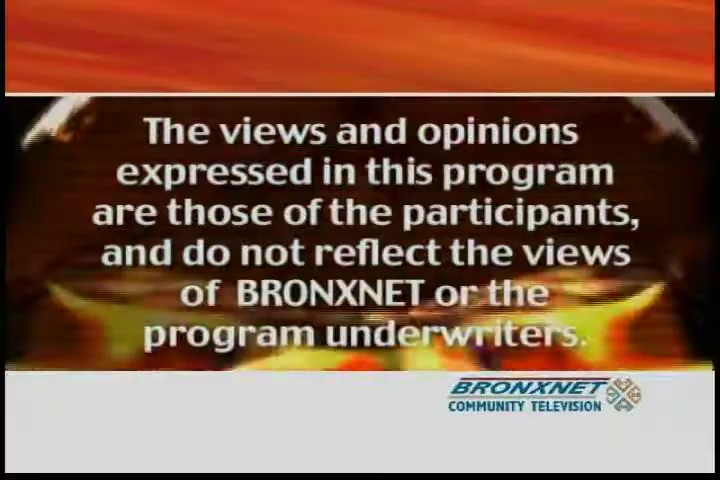 The views and opinions
expressed in this program
are those of the participants,
and do not reflect the views
of BRONXNET or the
program underwriters.
BRONXNET
COMMUNITY TELEVISION